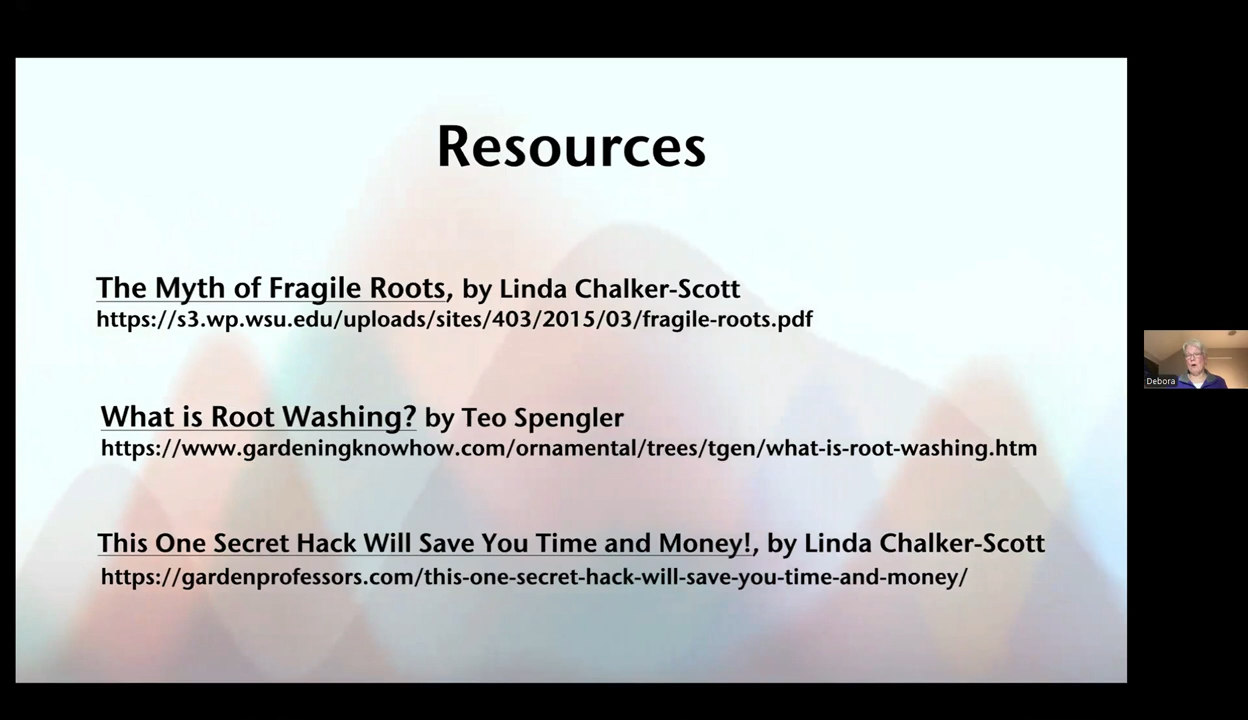 Resources
The Myth of Fragile Roots, by Linda Chalker-Scott
https://s3.wp.wsu.edu/uploads/sites/403/2015/03/fragile-roots.pdf
What is Root Washing? by Teo Spengler
https://www.gardeningknowhow.com/ornamental/trees/tgen/what-is-root-washing.htm
This One Secret Hack Will Save You Time and Money!, by Linda Chalker-Scott
https://gardenprofessors.com/this-one-secret-hack-will-save-you-time-and-money/
Debora